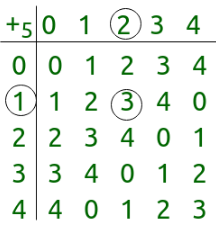 +5 0 1 2 3 4
0 0 1 2 3 4
1 1 2 3 4 0
2 2 3 4 0 1
3 3 4 0 1 2
4 4 0 1 2 3